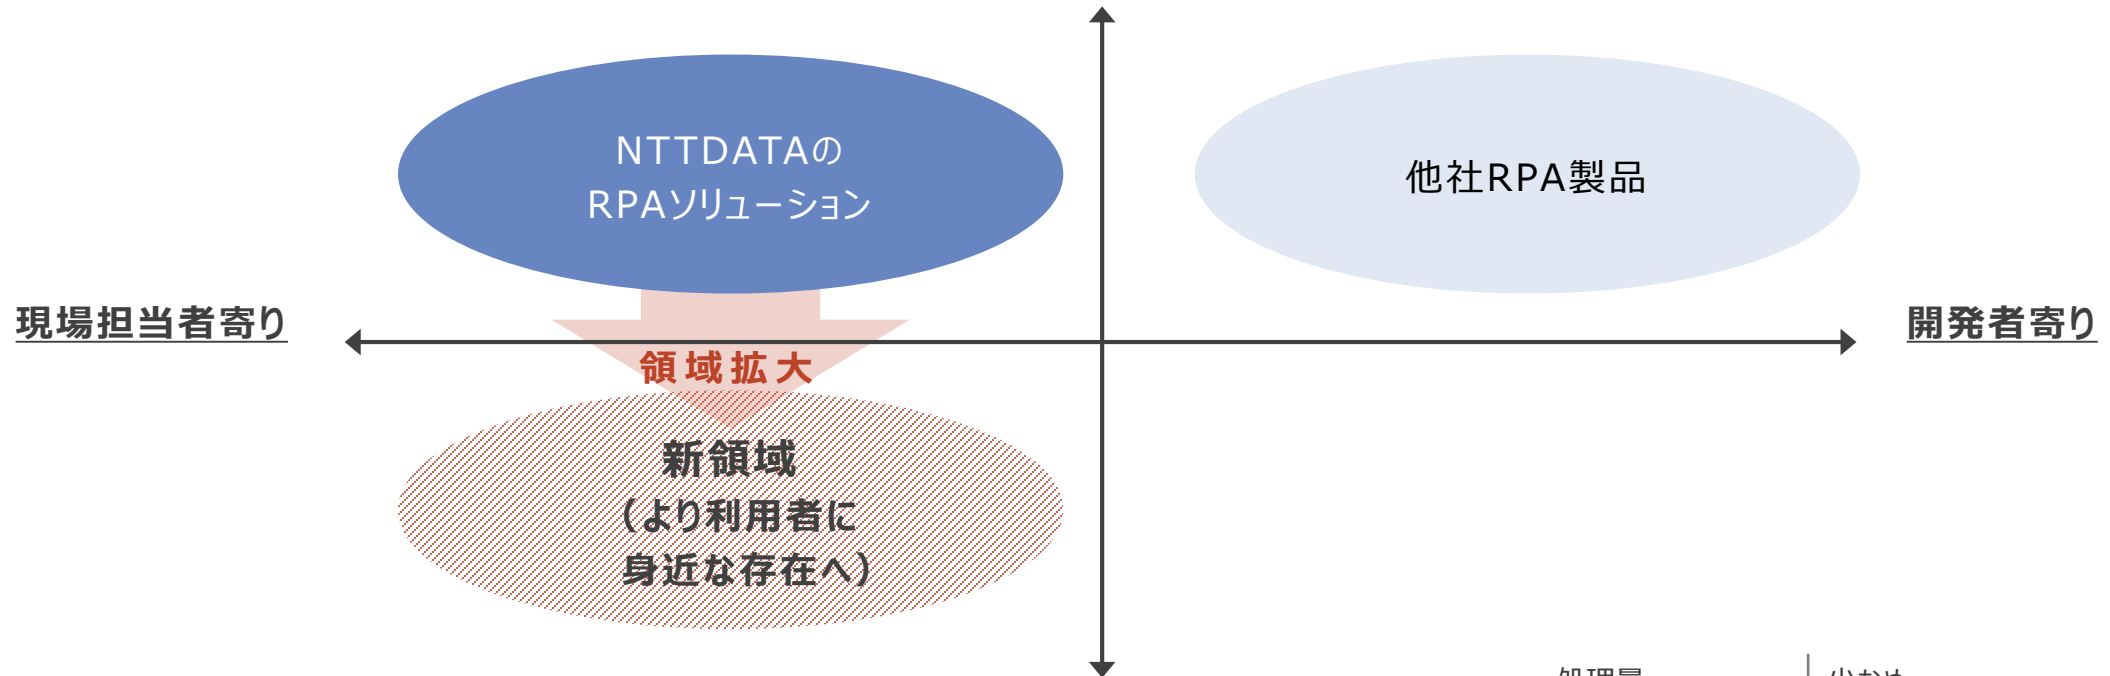 NTTDATAの
RPAソリューション
他社RPA製品
現場担当者寄り
開発者寄り
領域拡大
新領域
（より利用者に
身近な存在へ）